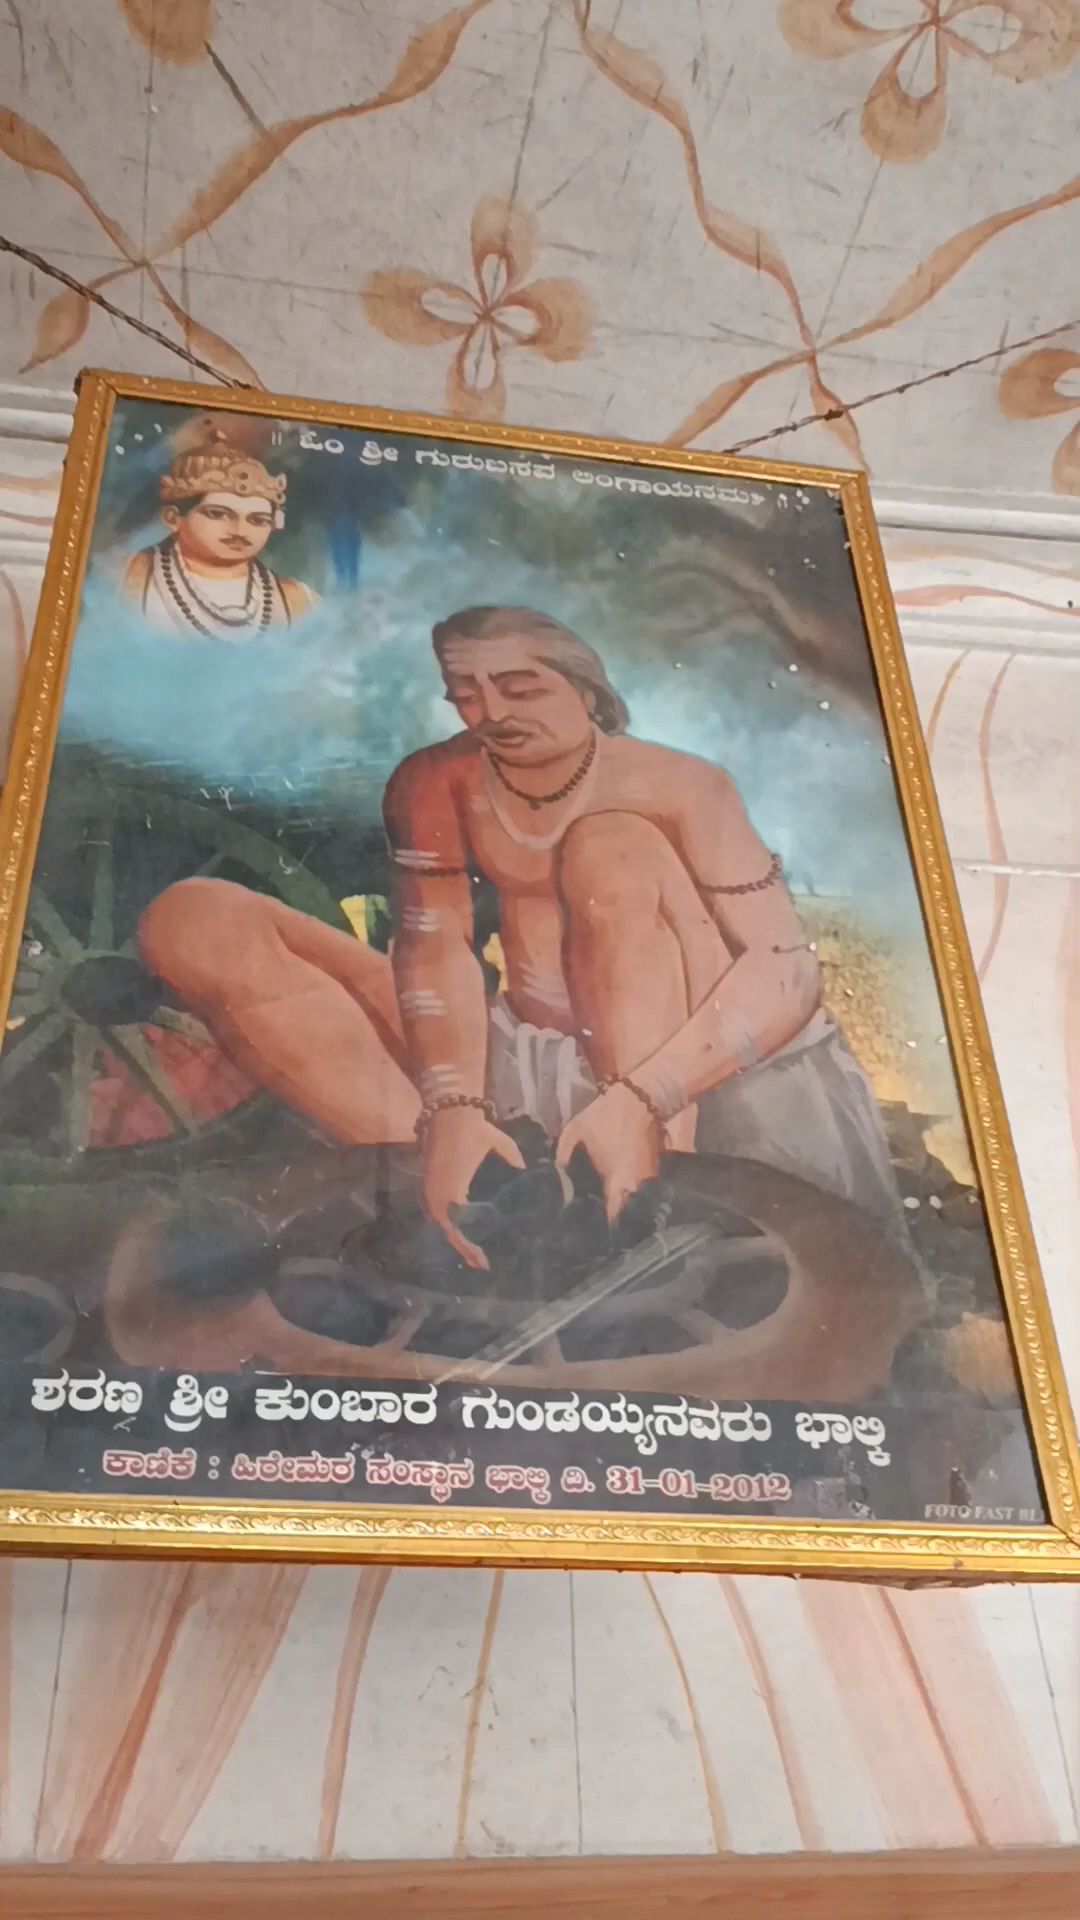 ॥ ಓಂ ಶ್ರೀ ಗುರುಬಸವ ಲಿಂಗಾಯನಮಃ ॥
ಶರಣ ಶ್ರೀ ಕುಂಬಾರ ಗುಂಡಯ್ಯನವರು ಭಾಲ್ಕಿ
ಕಾಣಿಕೆ : ಹಿರೇಮಠ ಸಂಸ್ಥಾನ ಭಾಲ್ಕಿ ದಿ. 31-01-2012
FOTO FAST